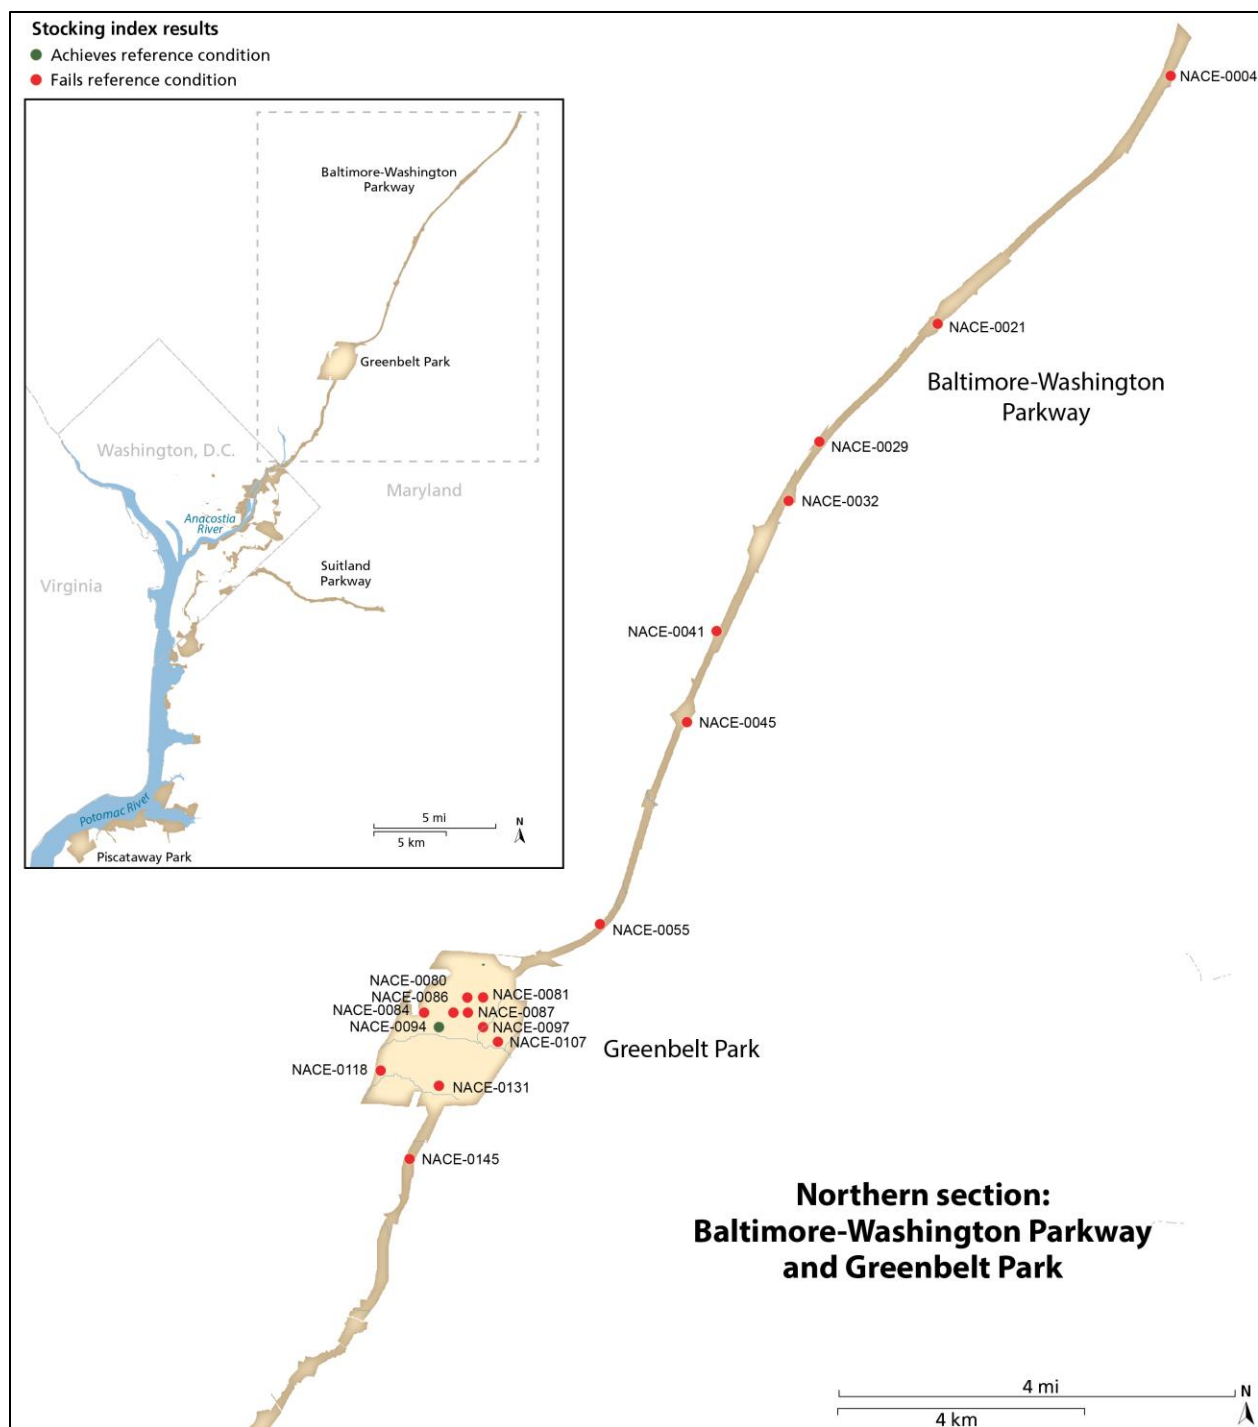 Stocking index results
Achieves reference condition
Fails reference condition
Baltimore-Washington
Parkway
Greenbelt Park
Washington, D.C.
Maryland
Anacostia
River
Virginia
Suitland
Parkway
Potomac River
Piscataway Park
5 mi
5 km
N
NACE-0004
NACE-0021
Baltimore-Washington
Parkway
NACE-0029
NACE-0032
NACE-0041
NACE-0045
NACE-0055
NACE-0080
NACE-0086
NACE-0081
NACE-0084
NACE-0087
NACE-0094
NACE-0097
NACE-0107
Greenbelt Park
NACE-0118
NACE-0131
NACE-0145
Northern section:
Baltimore-Washington Parkway
and Greenbelt Park
4 mi
4 km
N